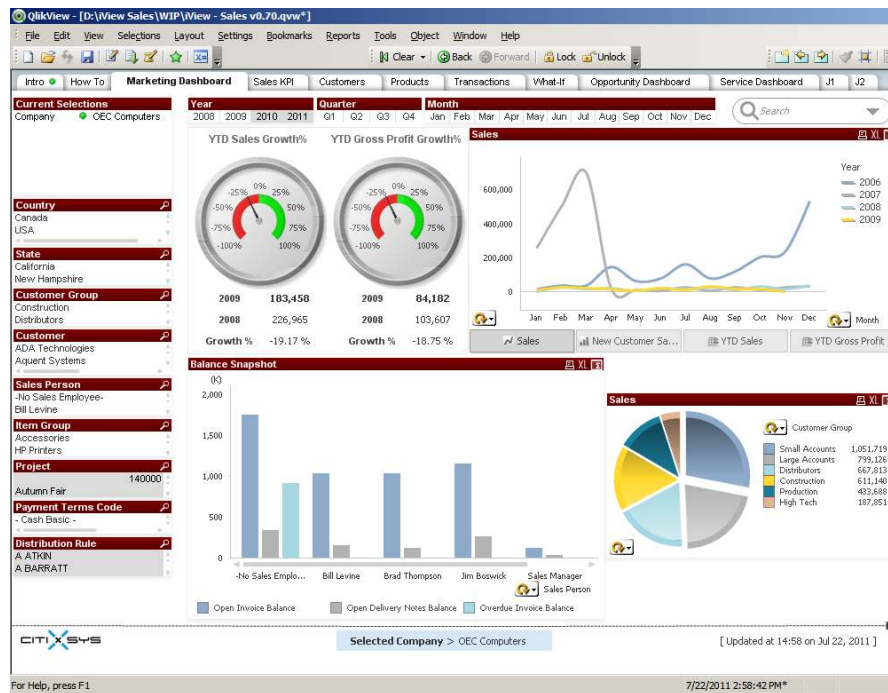 QlikView - [D:\iView Sales\WIP\iView - Sales v0.70.qvw*]
File Edit View Selections Layout Settings Bookmarks Reports Tools Object Window Help
Clear Back Forward Lock Unlock
Intro How To Marketing Dashboard Sales KPI Customers Products Transactions What-If Opportunity Dashboard Service Dashboard J1 J2
Current Selections
Company OEC Computers
Year Quarter Month
2008 2009 2010 2011 Q1 Q2 Q3 Q4 Jan Feb Mar Apr May Jun Jul Aug Sep Oct Nov Dec
Search
Country
Canada
USA
State
California
New Hampshire
Customer Group
Construction
Distributors
Customer
ADA Technologies
Aquent Systems
Sales Person
-No Sales Employee-
Bill Levine
Item Group
Accessories
HP Printers
Project
140000
Autumn Fair
Payment Terms Code
- Cash Basic -
Distribution Rule
A ATKIN
A BARRATT
YTD Sales Growth% YTD Gross Profit Growth%
-100% -75% -50% -25% 0% 25% 50% 75% 100%
-100% -75% -50% -25% 0% 25% 50% 75% 100%
2009 183,458 2009 84,182
2008 226,965 2008 103,607
Growth % -19.17 % Growth % -18.75 %
Sales XL
600,000
400,000
200,000
0
Jan Feb Mar Apr May Jun Jul Aug Sep Oct Nov Dec
Month
Year
2006
2007
2008
2009
Sales New Customer Sa... YTD Sales YTD Gross Profit
Balance Snapshot XL
(K)
2,000
1,500
1,000
500
0
-No Sales Emplo... Bill Levine Brad Thompson Jim Boswick Sales Manager
Sales Person
Open Invoice Balance Open Delivery Notes Balance Overdue Invoice Balance
Sales XL
Customer Group
Small Accounts 1,051,719
Large Accounts 799,126
Distributors 667,813
Construction 611,140
Production 433,688
High Tech 187,851
CITIXSYS
Selected Company > OEC Computers
[ Updated at 14:58 on Jul 22, 2011 ]
For Help, press F1
7/22/2011 2:58:42 PM*